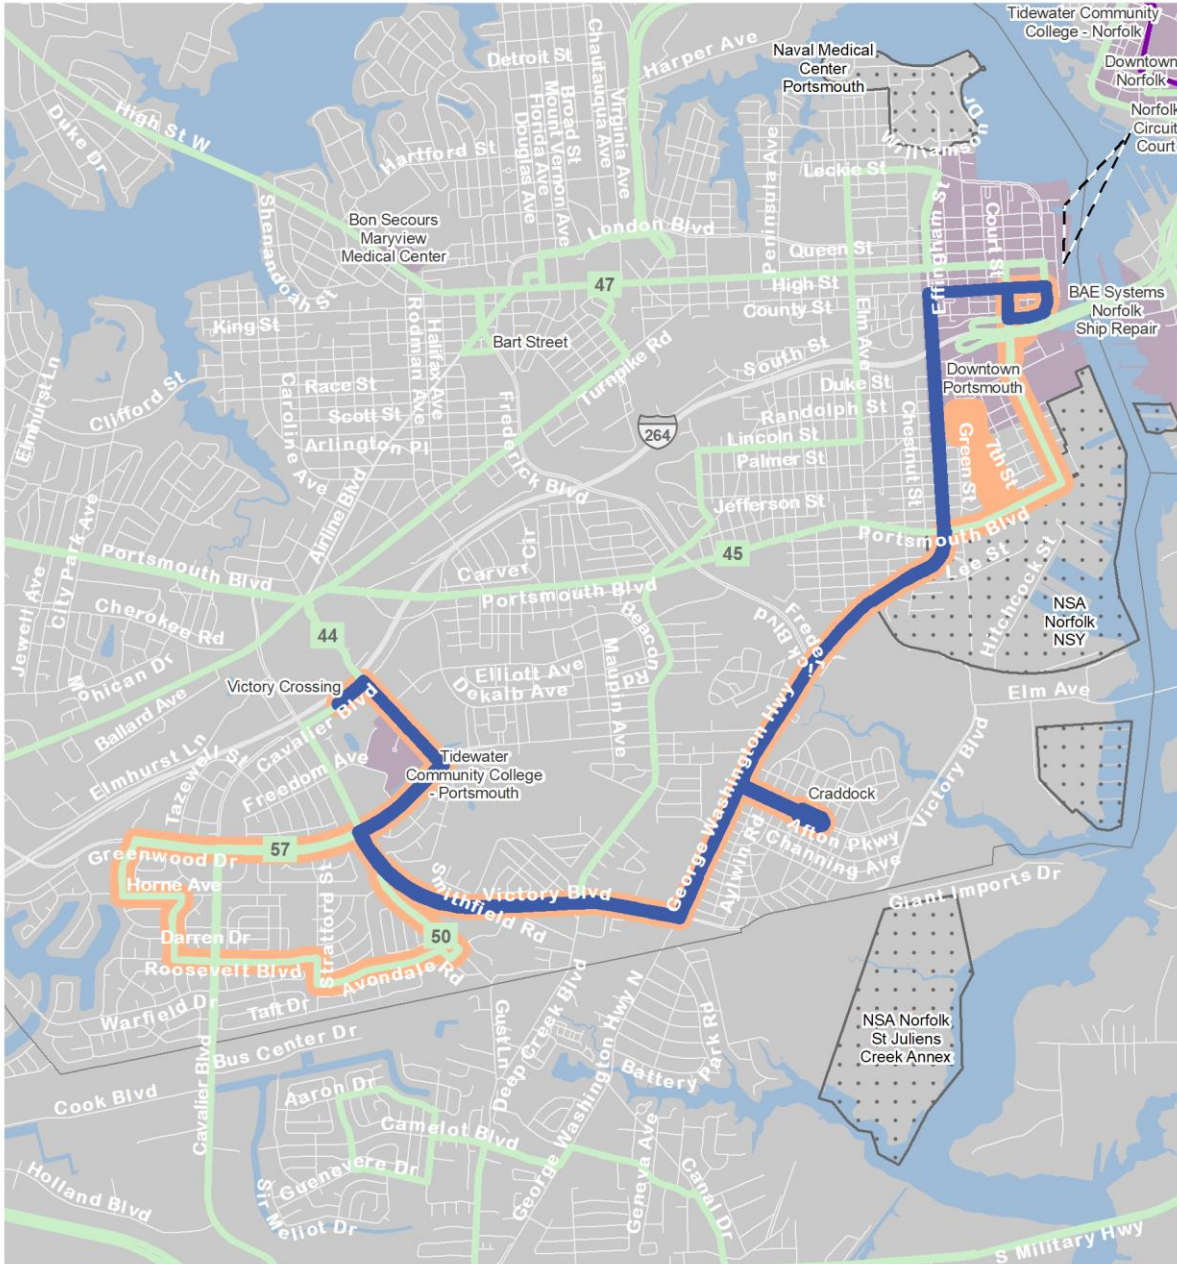 Tidewater Community
College - Norfolk
Downtown
Norfolk
Norfolk
Circuit
Court
Naval Medical
Center
Portsmouth
Harper Ave
Detroit St
Chautauqua Ave
Virginia Ave
Broad St
Mount Vernon Ave
Florida Ave
Douglas Ave
High St W
Duke Dr
Hartford St
Williamson Dr
Leckie St
Peninsula Ave
Effingham St
Court St
Shenandoah St
Bon Secours
Maryview
Medical Center
London Blvd
Queen St
47
High St
County St
BAE Systems
Norfolk
Ship Repair
King St
Halifax Ave
Rodman Ave
Bart Street
Elm Ave
South St
Turnpike Rd
Downtown
Portsmouth
Elmhurst Ln
Clifford St
Caroline Ave
Race St
Scott St
Arlington Pl
Frederick Blvd
264
Duke St
Randolph St
Lincoln St
Palmer St
Chestnut St
Green St
7th St
Airline Blvd
Jefferson St
Portsmouth Blvd
Lee St
Hitchcock St
City Park Ave
Jewell Ave
Portsmouth Blvd
Carver Cir
45
Portsmouth Blvd
Cherokee Rd
44
Beacon Rd
Frederick Blvd
NSA
Norfolk
NSY
Mohican Dr
Ballard Ave
Victory Crossing
Elliott Ave
Dekalb Ave
Maupin Ave
Elm Ave
Elmhurst Ln
Tazewell St
Cavalier Blvd
Freedom Ave
Tidewater
Community College
- Portsmouth
George Washington Hwy
Craddock
Victory Blvd
Afton Pkwy
Channing Ave
Aylwin Rd
57
Greenwood Dr
Horne Ave
Stratford St
Smithfield Rd
Victory Blvd
Giant Imports Dr
Darren Dr
50
Roosevelt Blvd
Avondale Rd
Warfield Dr
Taft Dr
Bus Center Dr
Gust Ln
Deep Creek Blvd
George Washington Hwy N
Battery Park Rd
NSA Norfolk
St Juliens
Creek Annex
Cook Blvd
Cavalier Blvd
Aaron Dr
Camelot Blvd
Guenevere Dr
Sir Meliot Dr
Holland Blvd
Geneva Ave
Canal Dr
S Military Hwy